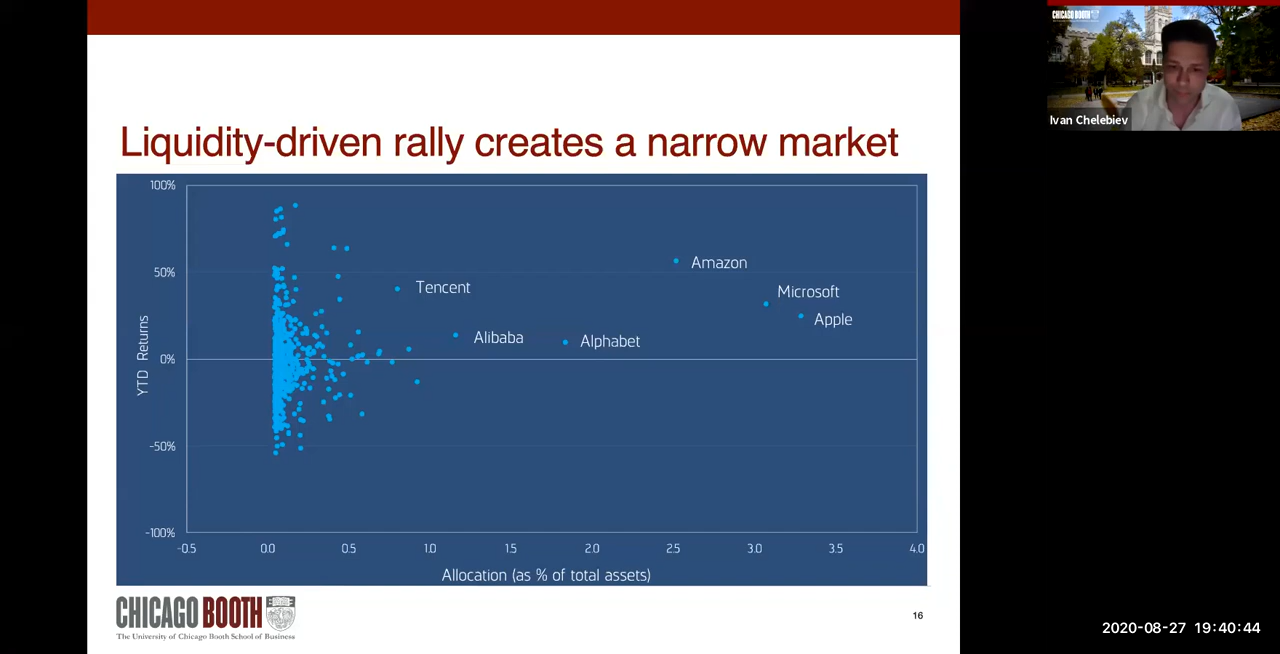 Liquidity-driven rally creates a narrow market
100%
50%
0%
-50%
-100%
YTD Returns
Tencent
Alibaba
Alphabet
Amazon
Microsoft
Apple
-0.5 0.0 0.5 1.0 1.5 2.0 2.5 3.0 3.5 4.0
Allocation (as % of total assets)
CHICAGO BOOTH
The University of Chicago Booth School of Business
16
CHICAGO BOOTH
Ivan Chelebiev
2020-08-27 19:40:44